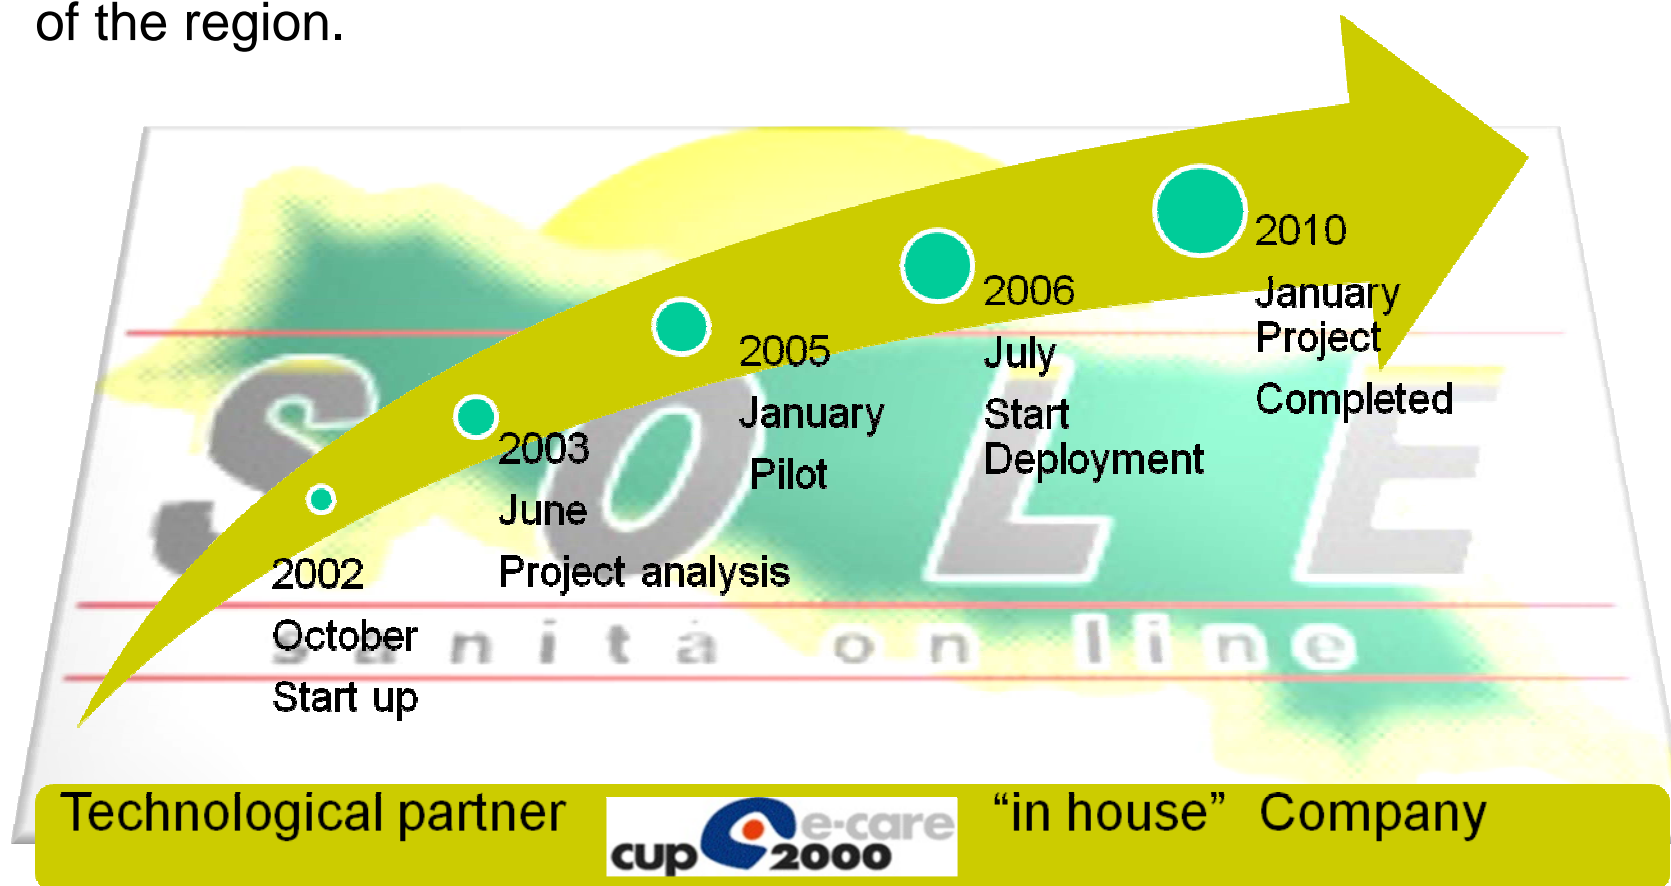 of the region.
SOLE
sanità on line
2002
October
Start up
2003
June
Project analysis
2005
January
Pilot
2006
July
Start
Deployment
2010
January
Project
Completed
Technological partner
e-care
cup 2000
“in house” Company